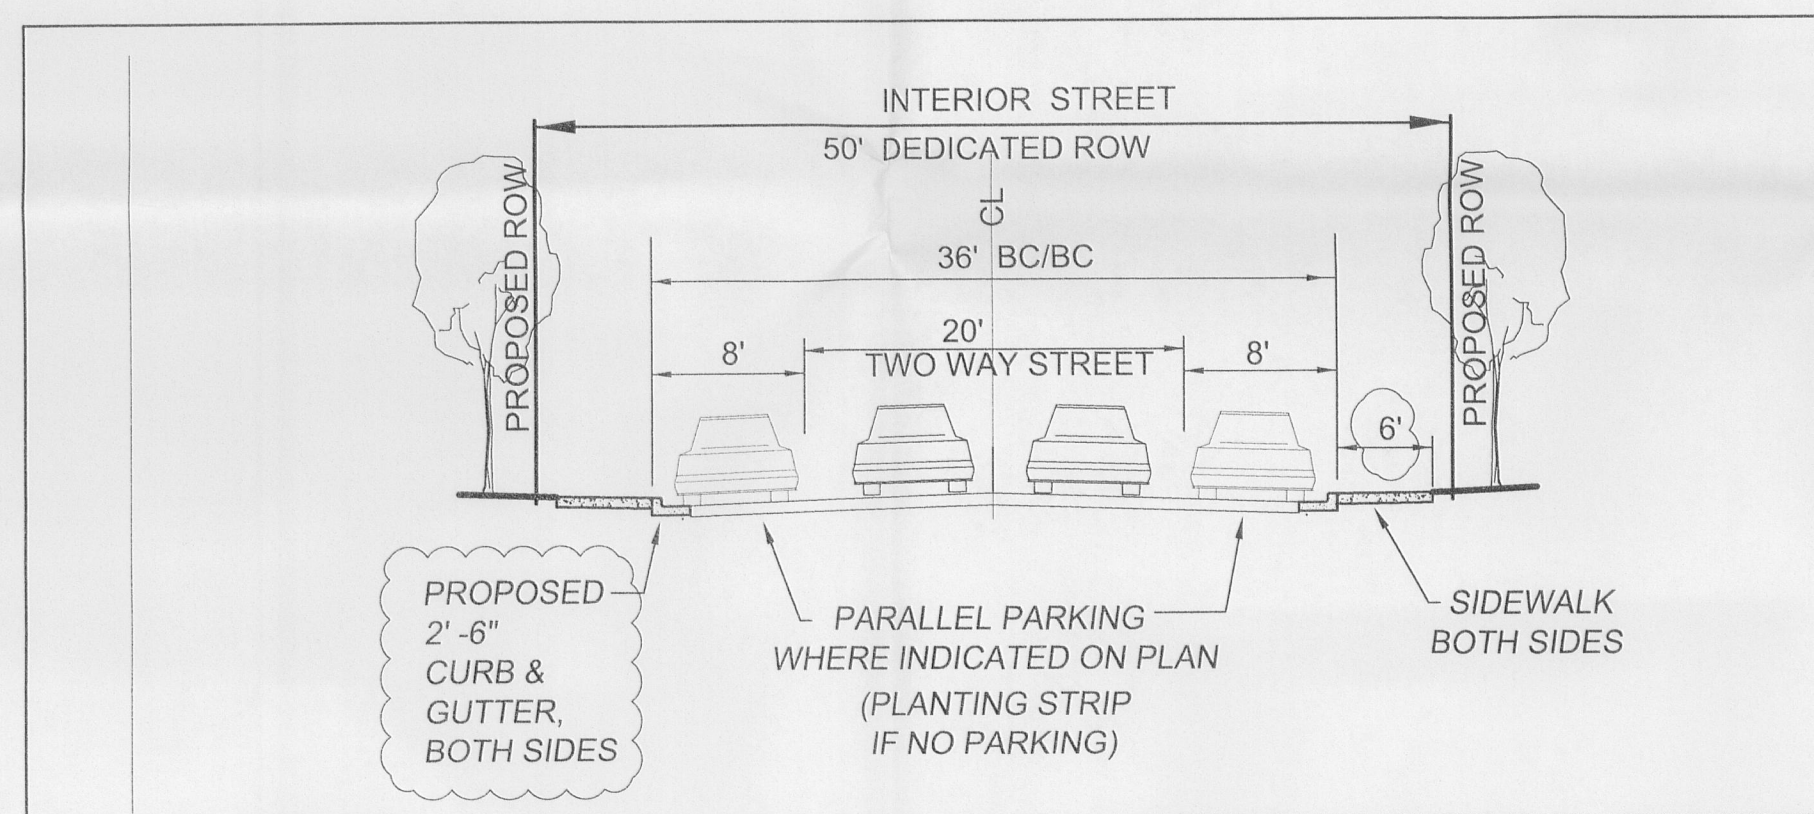 INTERIOR STREET
50' DEDICATED ROW
PROPOSED ROW
CL
PROPOSED ROW
36' BC/BC
20'
8'
TWO WAY STREET
8'
6'
PROPOSED
2' -6"
CURB &
GUTTER,
BOTH SIDES
PARALLEL PARKING
WHERE INDICATED ON PLAN
(PLANTING STRIP
IF NO PARKING)
SIDEWALK
BOTH SIDES